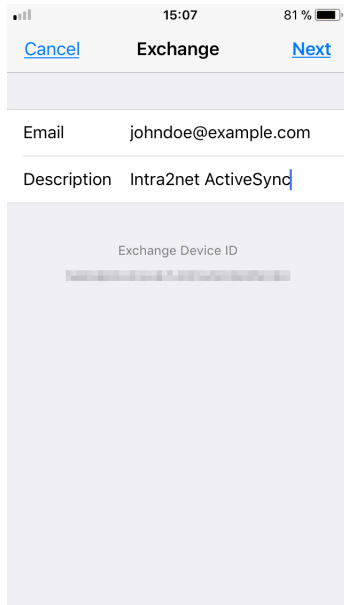 15:07 81 %
Cancel Exchange Next
Email johndoe@example.com
Description Intra2net ActiveSync
Exchange Device ID